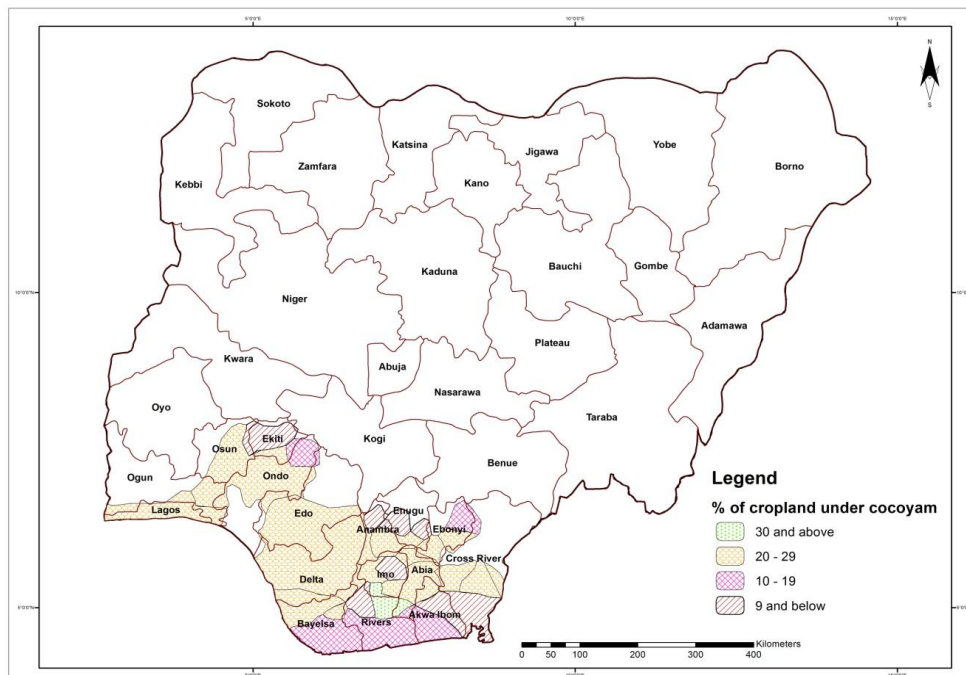 N
S
Sokoto
Katsina
Jigawa
Yobe
Borno
Zamfara
Kebbi
Kano
Kaduna
Bauchi
Gombe
Niger
Adamawa
Plateau
Kwara
Abuja
Nasarawa
Oyo
Taraba
Kogi
Ekiti
Osun
Benue
Ogun
Ondo
Lagos
Edo
Enugu
Anambra
Ebonyi
Cross River
Delta
Imo
Abia
Bayelsa
Rivers
Akwa Ibom
Legend
% of cropland under cocoyam
30 and above
20 - 29
10 - 19
9 and below
Kilometers
0 50 100 200 300 400